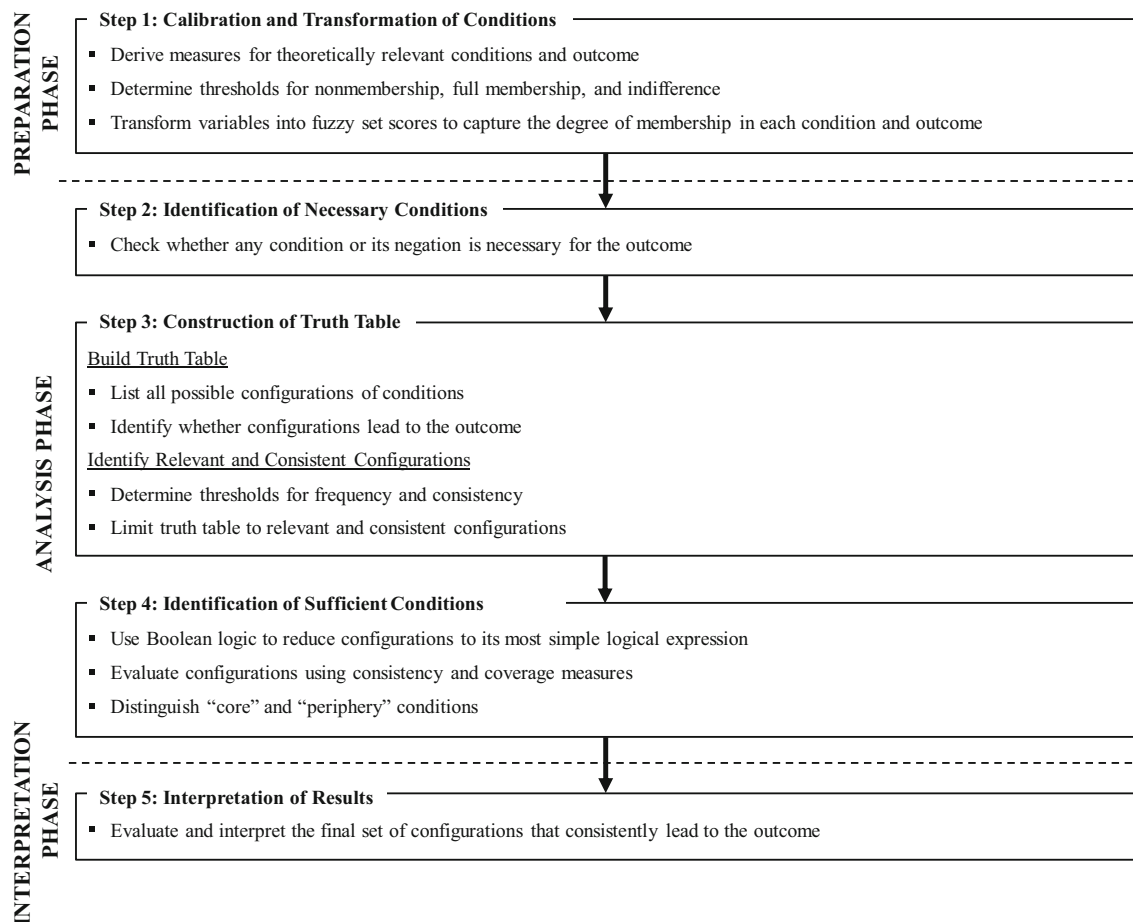 PREPARATION
PHASE
Step 1: Calibration and Transformation of Conditions
▪ Derive measures for theoretically relevant conditions and outcome
▪ Determine thresholds for nonmembership, full membership, and indifference
▪ Transform variables into fuzzy set scores to capture the degree of membership in each condition and outcome
ANALYSIS PHASE
Step 2: Identification of Necessary Conditions
▪ Check whether any condition or its negation is necessary for the outcome
Step 3: Construction of Truth Table
Build Truth Table
▪ List all possible configurations of conditions
▪ Identify whether configurations lead to the outcome
Identify Relevant and Consistent Configurations
▪ Determine thresholds for frequency and consistency
▪ Limit truth table to relevant and consistent configurations
Step 4: Identification of Sufficient Conditions
▪ Use Boolean logic to reduce configurations to its most simple logical expression
▪ Evaluate configurations using consistency and coverage measures
▪ Distinguish “core” and “periphery” conditions
INTERPRETATION
PHASE
Step 5: Interpretation of Results
▪ Evaluate and interpret the final set of configurations that consistently lead to the outcome